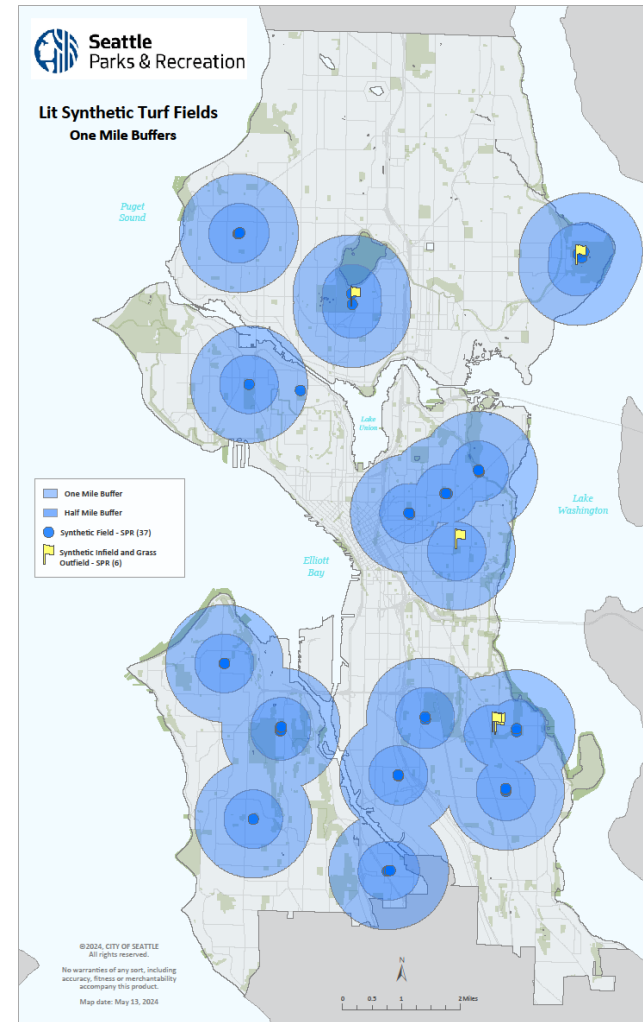 Seattle
Parks & Recreation
Lit Synthetic Turf Fields
One Mile Buffers
Puget
Sound
Lake
Union
Lake
Washington
One Mile Buffer
Half Mile Buffer
Synthetic Field - SPR (37)
Synthetic Infield and Grass
Outfield - SPR (6)
Elliott
Bay
©2024, CITY OF SEATTLE
All rights reserved.
No warranties of any sort, including
accuracy, fitness or merchantability
accompany this product.
Map date: May 13, 2024
N
0 0.5 1 2 Miles